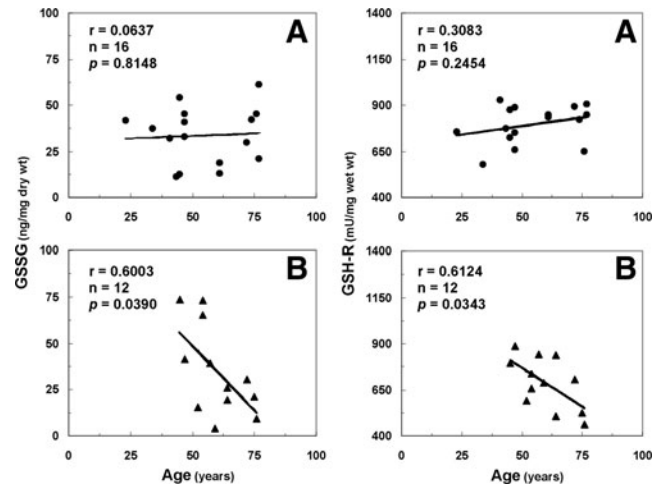 A
r = 0.0637
n = 16
p = 0.8148
GSSG (ng/mg dry wt)
75
50
25
0
0 25 50 75 100
A
r = 0.3083
n = 16
p = 0.2454
GSH-R (mU/mg wet wt)
1400
1150
900
650
400
0 25 50 75 100
B
r = 0.6003
n = 12
p = 0.0390
100
75
50
25
0
0 25 50 75 100
Age (years)
B
r = 0.6124
n = 12
p = 0.0343
1400
1150
900
650
400
0 25 50 75 100
Age (years)